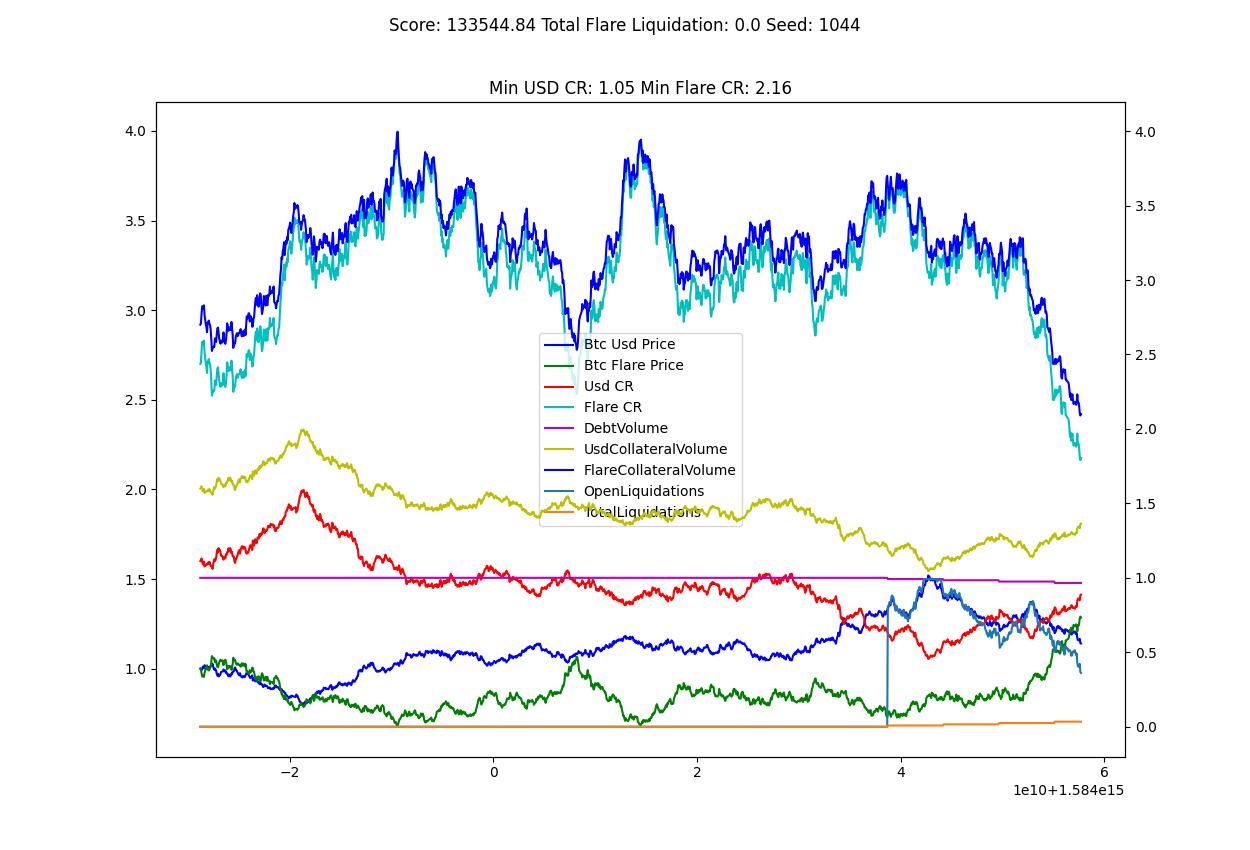 Score: 133544.84 Total Flare Liquidation: 0.0 Seed: 1044
Min USD CR: 1.05 Min Flare CR: 2.16
4.0
3.5
3.0
2.5
2.0
1.5
1.0
4.0
3.5
3.0
2.5
2.0
1.5
1.0
0.5
0.0
Btc Usd Price
Btc Flare Price
Usd CR
Flare CR
DebtVolume
UsdCollateralVolume
FlareCollateralVolume
OpenLiquidations
TotalLiquidations
−2 0 2 4 6
1e10+1.584e15